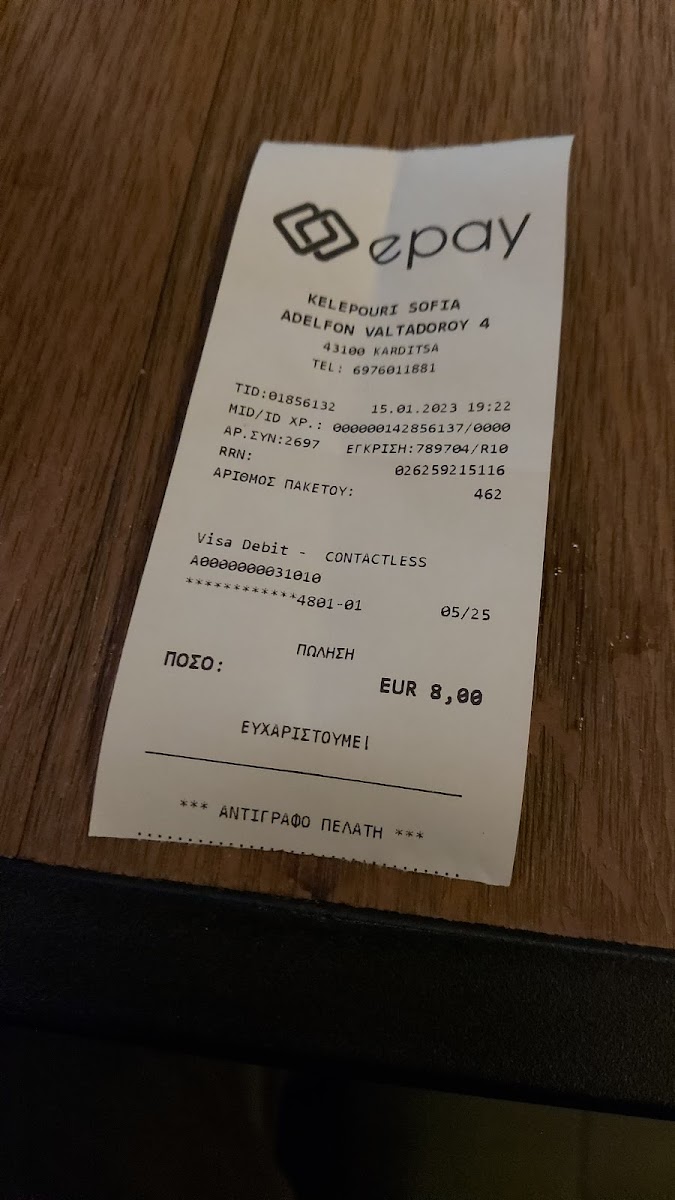 epay
KELEPOURI SOFIA
ADELFON VALTADOROY 4
43100 KARDITSA
TEL: 6976011881
TID:01856132 15.01.2023 19:22
MID/ID ΧΡ.: 000000142856137/0000
ΑΡ.ΣΥΝ:2697 ΕΓΚΡΙΣΗ:789704/R10
RRN: 026259215116
ΑΡΙΘΜΟΣ ΠΑΚΕΤΟΥ: 462
Visa Debit - CONTACTLESS
A0000000031010
************4801-01 05/25
ΠΩΛΗΣΗ
ΠΟΣΟ: EUR 8,00
ΕΥΧΑΡΙΣΤΟΥΜΕ!
*** ΑΝΤΙΓΡΑΦΟ ΠΕΛΑΤΗ ***